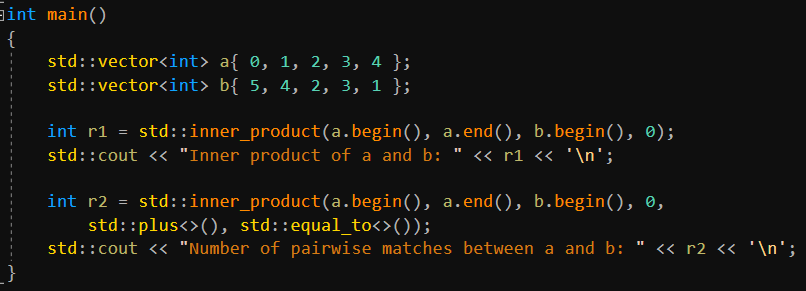 int main()
{
    std::vector<int> a{ 0, 1, 2, 3, 4 };
    std::vector<int> b{ 5, 4, 2, 3, 1 };

    int r1 = std::inner_product(a.begin(), a.end(), b.begin(), 0);
    std::cout << "Inner product of a and b: " << r1 << '\n';

    int r2 = std::inner_product(a.begin(), a.end(), b.begin(), 0,
        std::plus<>(), std::equal_to<>());
    std::cout << "Number of pairwise matches between a and b: " << r2 << '\n';
}